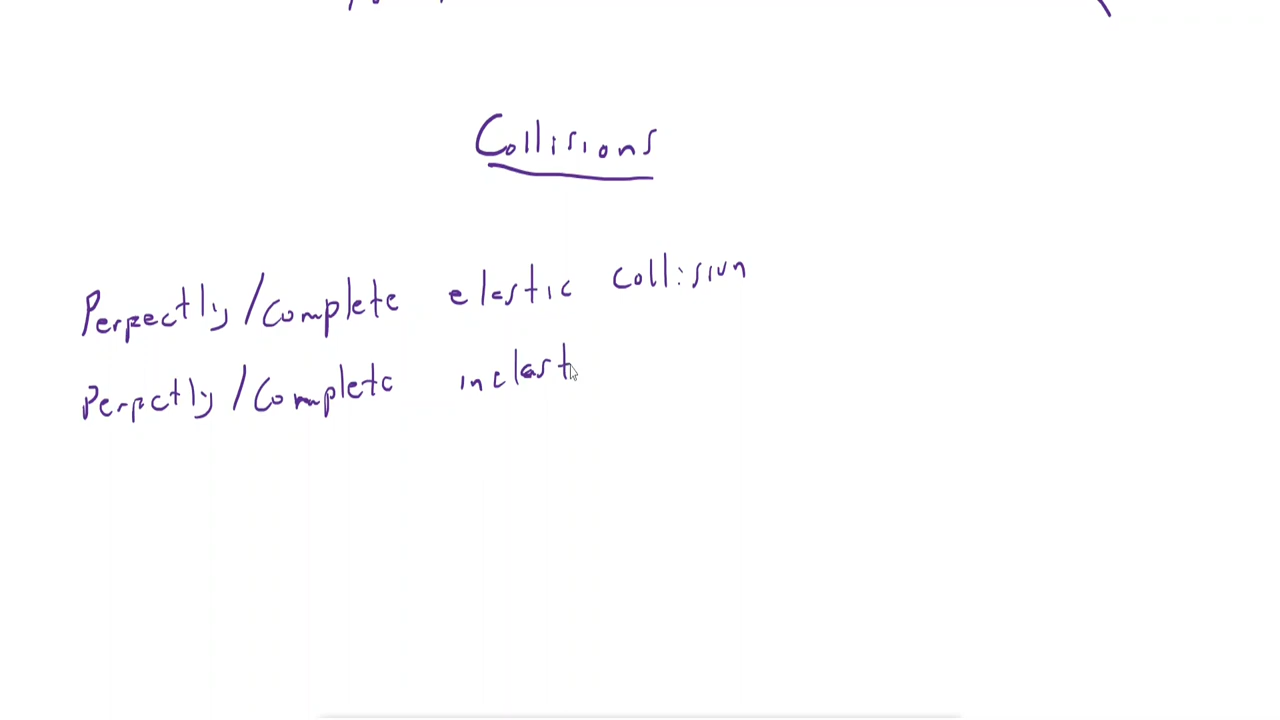 Collisions
Perpectly/complete elastic collision
Perpctly/Complete inelast